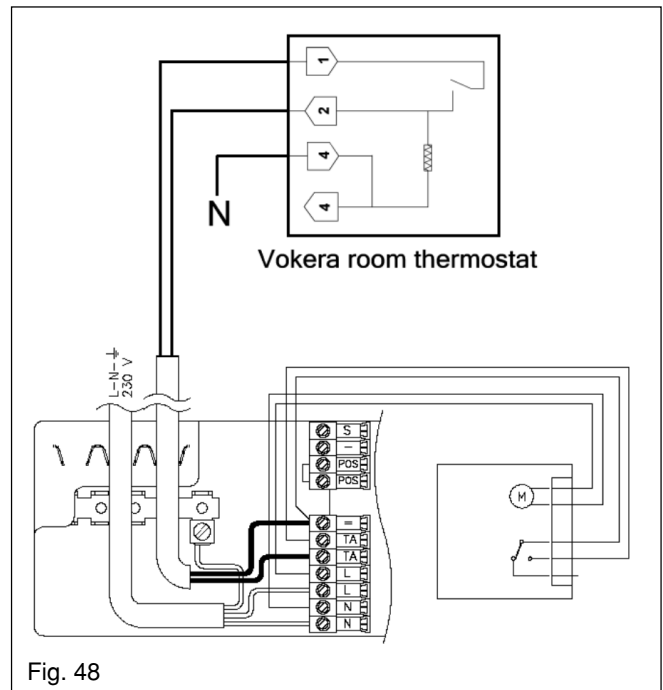 1
2
4
4
N
Vokera room thermostat
L-N-⏚
230 V
S
-
POS
POS
=
TA
TA
L
L
N
N
M
Fig. 48